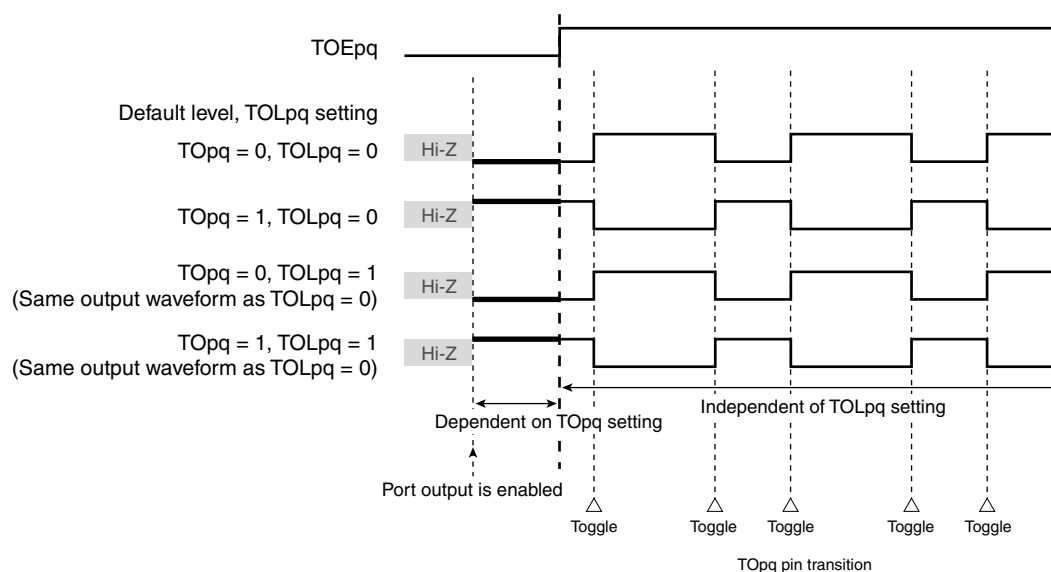 TOEpq
Default level, TOLpq setting
TOpq = 0, TOLpq = 0
Hi-Z
TOpq = 1, TOLpq = 0
Hi-Z
TOpq = 0, TOLpq = 1
(Same output waveform as TOLpq = 0)
Hi-Z
TOpq = 1, TOLpq = 1
(Same output waveform as TOLpq = 0)
Hi-Z
Independent of TOLpq setting
Dependent on TOpq setting
Port output is enabled
Toggle Toggle Toggle Toggle Toggle
TOpq pin transition